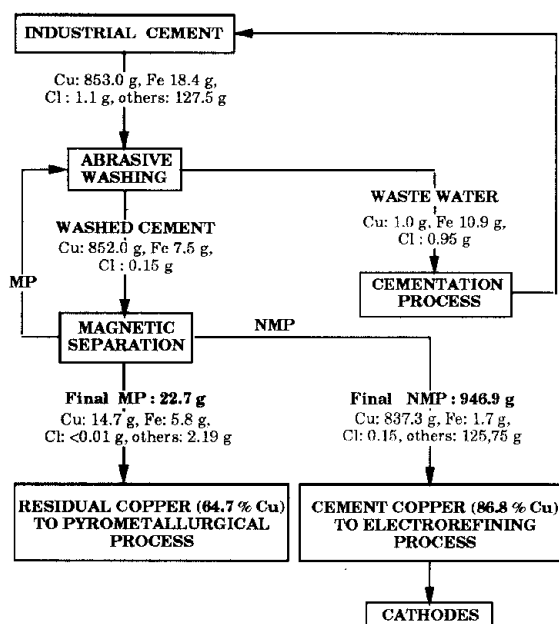 INDUSTRIAL CEMENT
Cu: 853.0 g, Fe 18.4 g
Cl : 1.1 g, others: 127.5 g
ABRASIVE
WASHING
WASTE WATER
Cu: 1.0 g, Fe 10.9 g
Cl : 0.95 g
WASHED CEMENT
Cu: 852.0 g, Fe 7.5 g
Cl : 0.15 g
MP
CEMENTATION
PROCESS
MAGNETIC
SEPARATION
NMP
Final MP : 22.7 g
Cu: 14.7 g, Fe: 5.8 g
Cl: <0.01 g, others: 2.19 g
Final NMP : 946.9 g
Cu: 837.3 g, Fe: 1.7 g
Cl: 0.15, others: 125,75 g
RESIDUAL COPPER (64.7 % Cu)
TO PYROMETALLURGICAL
PROCESS
CEMENT COPPER (86.8 % Cu)
TO ELECTROREFINING
PROCESS
CATHODES